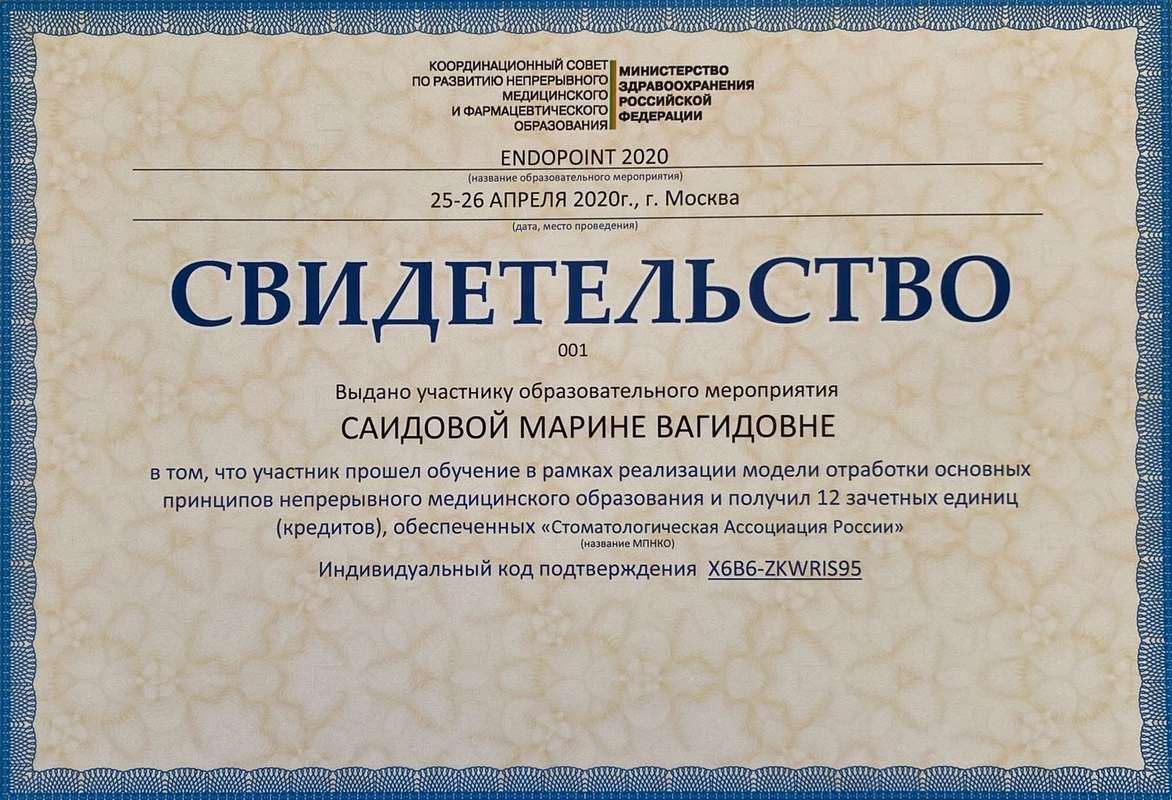 КООРДИНАЦИОННЫЙ СОВЕТ
ПО РАЗВИТИЮ НЕПРЕРЫВНОГО
МЕДИЦИНСКОГО
И ФАРМАЦЕВТИЧЕСКОГО
ОБРАЗОВАНИЯ
МИНИСТЕРСТВО
ЗДРАВООХРАНЕНИЯ
РОССИЙСКОЙ
ФЕДЕРАЦИИ
ENDOPOINT 2020
(название образовательного мероприятия)
25-26 АПРЕЛЯ 2020г., г. Москва
(дата, место проведения)
СВИДЕТЕЛЬСТВО
001
Выдано участнику образовательного мероприятия
САИДОВОЙ МАРИНЕ ВАГИДОВНЕ
в том, что участник прошел обучение в рамках реализации модели отработки основных
принципов непрерывного медицинского образования и получил 12 зачетных единиц
(кредитов), обеспеченных «Стоматологическая Ассоциация России»
(название МПНКО)
Индивидуальный код подтверждения X6B6-ZKWRIS95